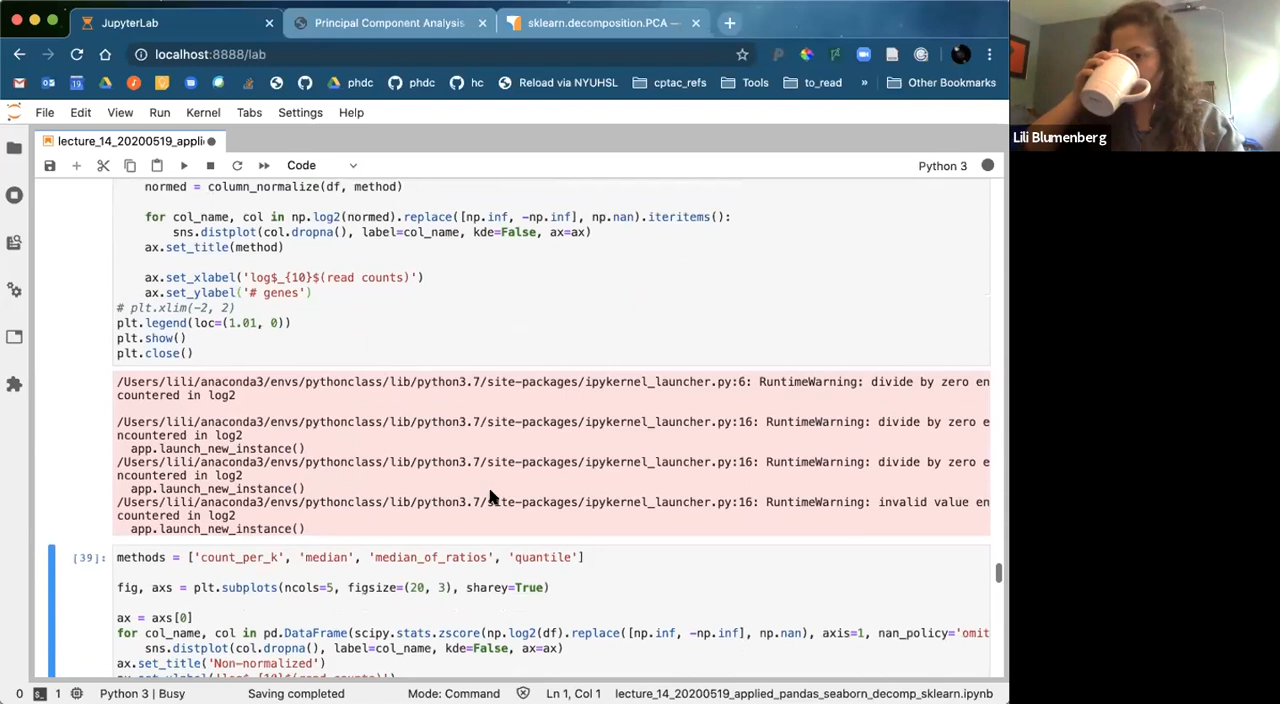 JupyterLab
Principal Component Analysis
sklearn.decomposition.PCA —
localhost:8888/lab
phdc
phdc
hc
Reload via NYUHSL
cptac_refs
Tools
to_read
»
Other Bookmarks
File Edit View Run Kernel Tabs Settings Help
lecture_14_20200519_appli
Code
Python 3
normed = column_normalize(df, method)
for col_name, col in np.log2(normed).replace([np.inf, -np.inf], np.nan).iteritems():
sns.distplot(col.dropna(), label=col_name, kde=False, ax=ax)
ax.set_title(method)
ax.set_xlabel('log$_{10}$(read counts)')
ax.set_ylabel('# genes')
# plt.xlim(-2, 2)
plt.legend(loc=(1.01, 0))
plt.show()
plt.close()
/Users/lili/anaconda3/envs/pythonclass/lib/python3.7/site-packages/ipykernel_launcher.py:6: RuntimeWarning: divide by zero en
countered in log2
/Users/lili/anaconda3/envs/pythonclass/lib/python3.7/site-packages/ipykernel_launcher.py:16: RuntimeWarning: divide by zero e
ncountered in log2
app.launch_new_instance()
/Users/lili/anaconda3/envs/pythonclass/lib/python3.7/site-packages/ipykernel_launcher.py:16: RuntimeWarning: divide by zero e
ncountered in log2
app.launch_new_instance()
/Users/lili/anaconda3/envs/pythonclass/lib/python3.7/site-packages/ipykernel_launcher.py:16: RuntimeWarning: invalid value en
countered in log2
app.launch_new_instance()
[39]:
methods = ['count_per_k', 'median', 'median_of_ratios', 'quantile']
fig, axs = plt.subplots(ncols=5, figsize=(20, 3), sharey=True)
ax = axs[0]
for col_name, col in pd.DataFrame(scipy.stats.zscore(np.log2(df).replace([np.inf, -np.inf], np.nan), axis=1, nan_policy='omit
sns.distplot(col.dropna(), label=col_name, kde=False, ax=ax)
ax.set_title('Non-normalized')
0 1 Python 3 | Busy Saving completed Mode: Command Ln 1, Col 1 lecture_14_20200519_applied_pandas_seaborn_decomp_sklearn.ipynb
Lili Blumenberg